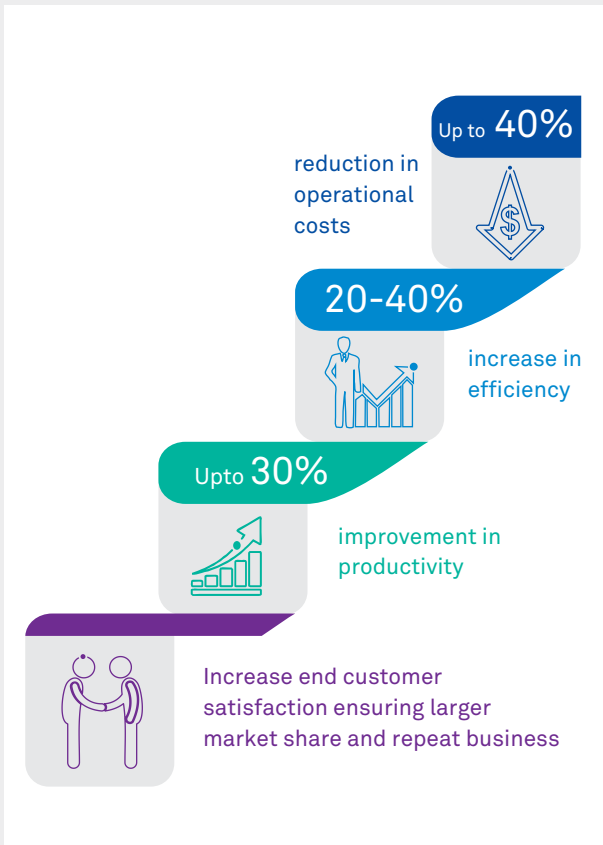 Up to 40%
reduction in
operational
costs
$
20-40%
increase in
efficiency
Upto 30%
improvement in
productivity
Increase end customer
satisfaction ensuring larger
market share and repeat business